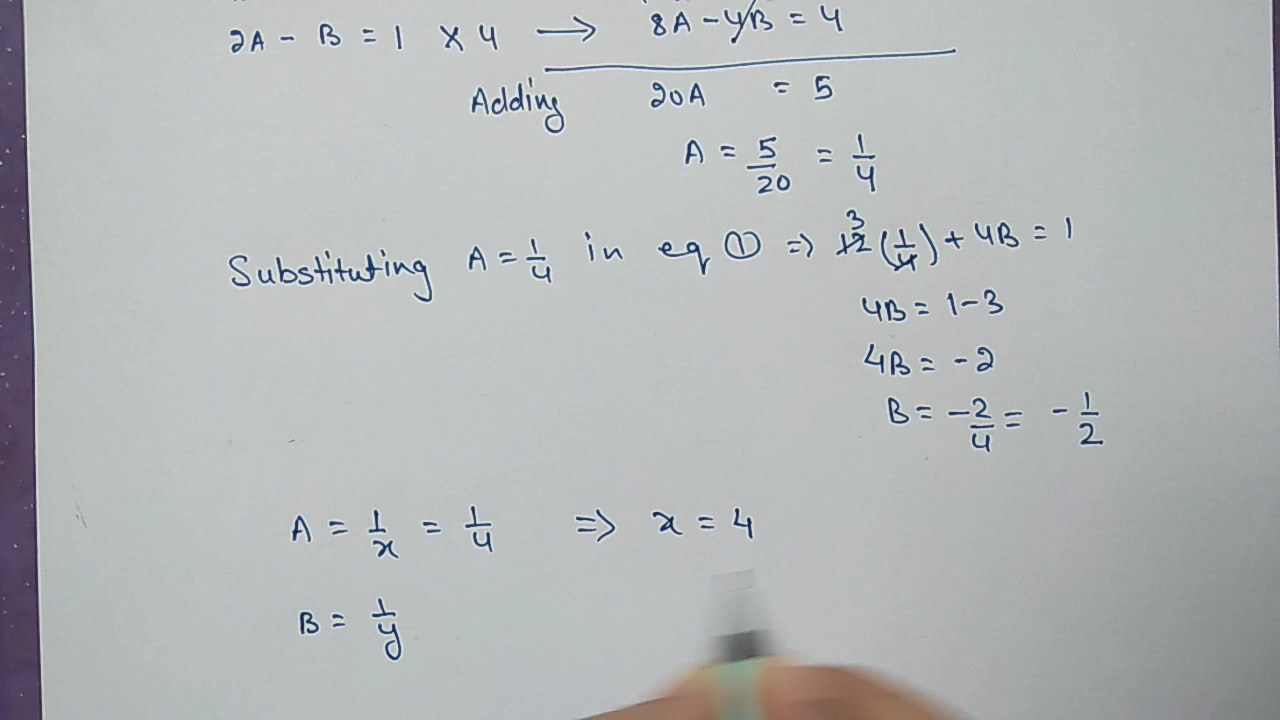 2A - B = 1 × 4 → 8A - 4B = 4
Adding 20A = 5
A = 5/20 = 1/4
Substituting A = 1/4 in eq ① ⇒ 12 3 (1/4) + 4B = 1
4B = 1 - 3
4B = -2
B = -2/4 = -1/2
A = 1/x = 1/4 ⇒ x = 4
B = 1/y